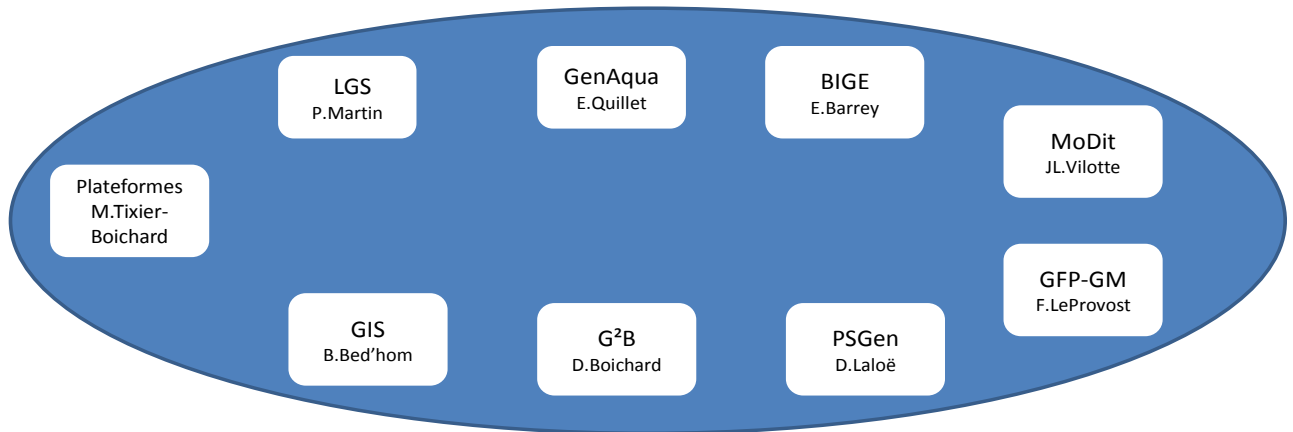 LGS
P.Martin
GenAqua
E.Quillet
BIGE
E.Barrey
MoDit
JL.Vilotte
Plateformes
M.Tixier-
Boichard
GFP-GM
F.LeProvost
GIS
B.Bed'hom
G²B
D.Boichard
PSGen
D.Laloë